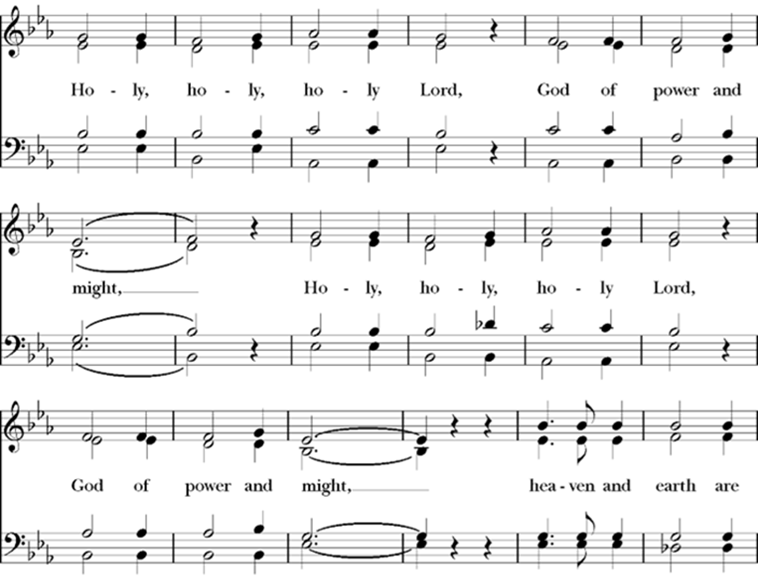 Ho - ly, ho - ly, ho - ly Lord, God of power and
might, Ho - ly, ho - ly, ho - ly Lord,
God of power and might, hea - ven and earth are